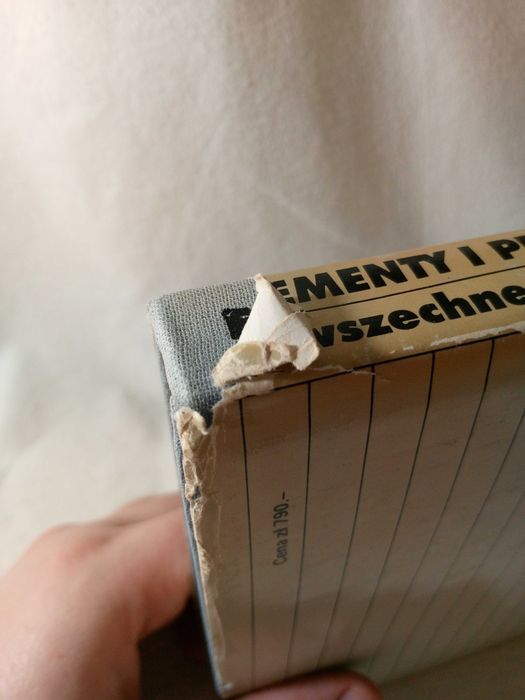 EMENTY I P
wszechne
Cena zł 790.–